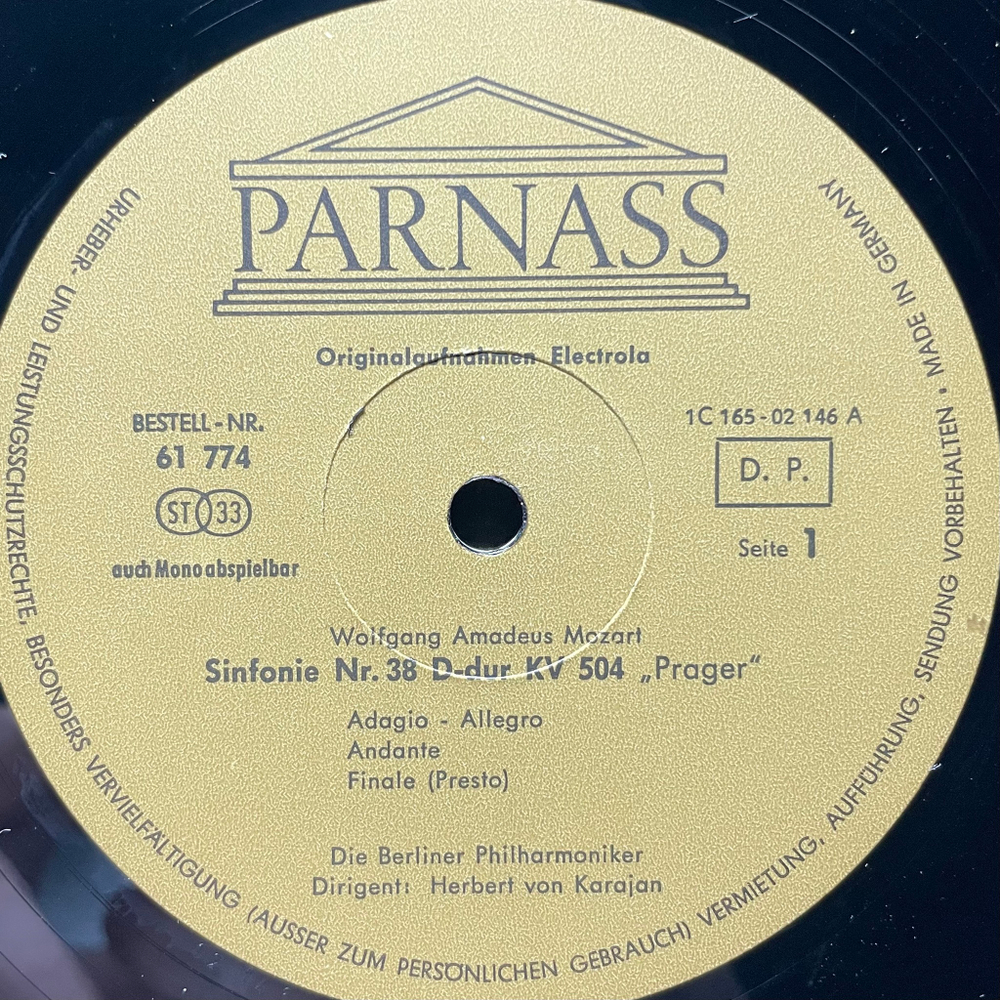 PARNASS
Originalaufnahmen Electrola
BESTELL-NR.
61 774
ST 33
auch Mono abspielbar
1C 165-02 146 A
D. P.
Seite 1
Wolfgang Amadeus Mozart
Sinfonie Nr. 38 D-dur KV 504 „Prager“
Adagio - Allegro
Andante
Finale (Presto)
Die Berliner Philharmoniker
Dirigent: Herbert von Karajan
URHEBER- UND LEISTUNGSSCHUTZRECHTE, BESONDERS VERVIELFÄLTIGUNG (AUSSER ZUM PERSÖNLICHEN GEBRAUCH) VERMIETUNG, AUFFÜHRUNG, SENDUNG VORBEHALTEN • MADE IN GERMANY